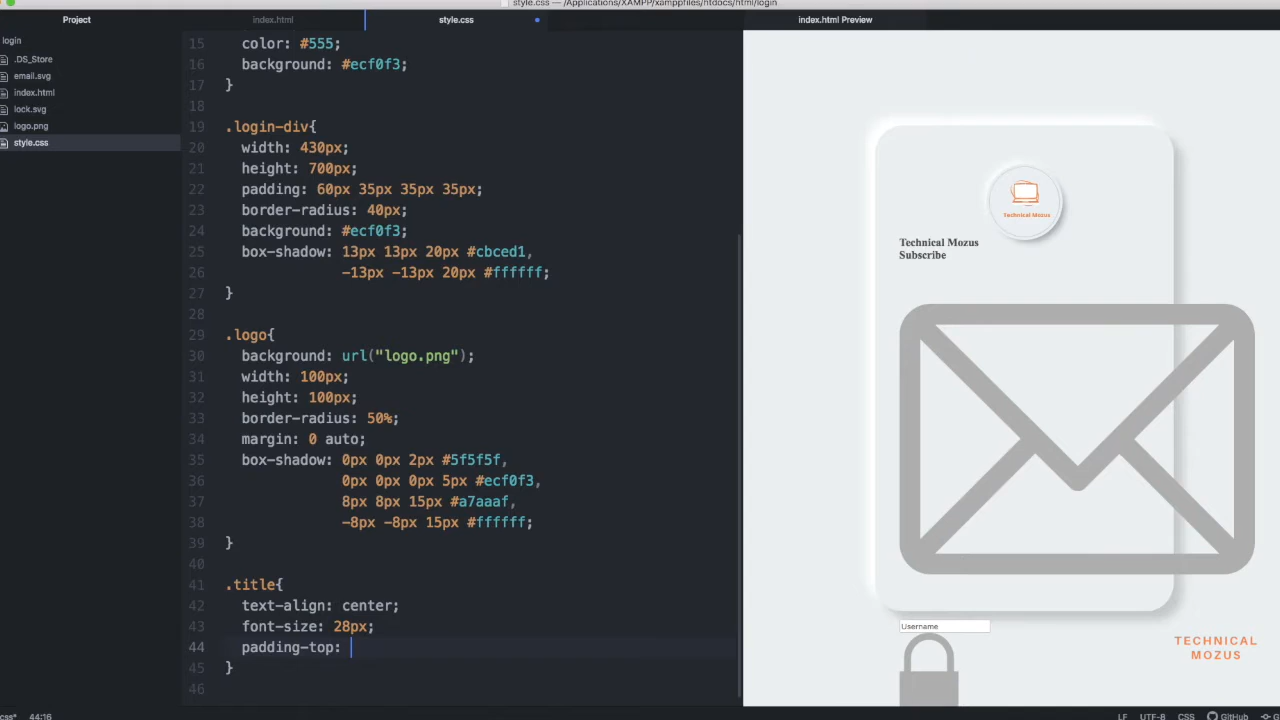 style.css — /Applications/XAMPP/xamppfiles/htdocs/html/login
Project
index.html
style.css
index.html Preview
login
.DS_Store
email.svg
index.html
lock.svg
logo.png
style.css
15 color: #555;
16 background: #ecf0f3;
17 }
18
19 .login-div{
20 width: 430px;
21 height: 700px;
22 padding: 60px 35px 35px 35px;
23 border-radius: 40px;
24 background: #ecf0f3;
25 box-shadow: 13px 13px 20px #cbced1,
26 -13px -13px 20px #ffffff;
27 }
28
29 .logo{
30 background: url("logo.png");
31 width: 100px;
32 height: 100px;
33 border-radius: 50%;
34 margin: 0 auto;
35 box-shadow: 0px 0px 2px #5f5f5f,
36 0px 0px 0px 5px #ecf0f3,
37 8px 8px 15px #a7aaaf,
38 -8px -8px 15px #ffffff;
39 }
40
41 .title{
42 text-align: center;
43 font-size: 28px;
44 padding-top:
45 }
46
Technical Mozus
Technical Mozus
Subscribe
Username
TECHNICAL
MOZUS
css* 44:16
LF UTF-8 CSS GitHub